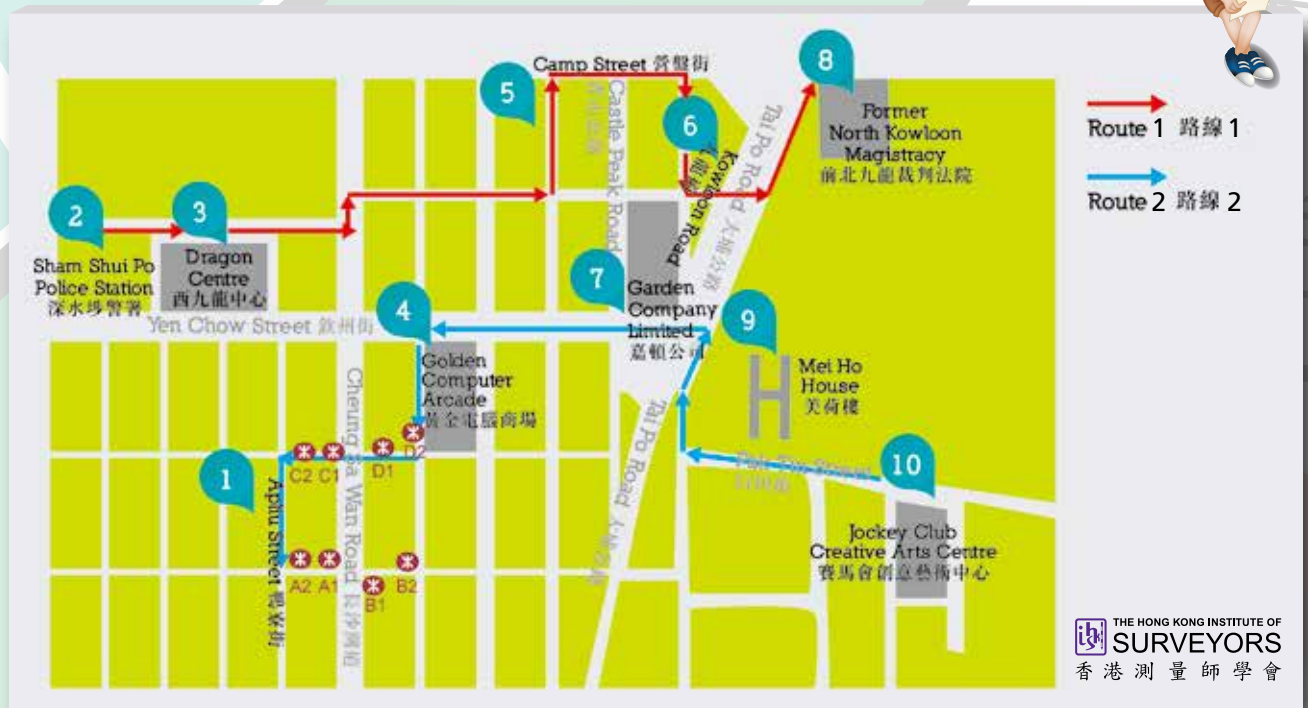 Camp Street 營盤街
5
8
6
Castle Peak Road
Tai Po Road 大埔公路
Kowloon Road
Former
North Kowloon
Magistracy
前北九龍裁判法院
Route 1 路線 1
Route 2 路線 2
2
3
Sham Shui Po
Police Station
深水埗警署
Dragon
Centre
西九龍中心
7
Garden
Company
Limited
嘉頓公司
Yen Chow Street 欽州街
4
9
Golden
Computer
Arcade
黃金電腦商場
Mei Ho
House
美荷樓
Cheung Sa Wan Road 長沙灣道
Tai Po Road
1
C2 C1
D1
D2
Apliu Street 鴨寮街
A2 A1
B1
B2
10
Jockey Club
Creative Arts Centre
賽馬會創意藝術中心
THE HONG KONG INSTITUTE OF
SURVEYORS
香港測量師學會